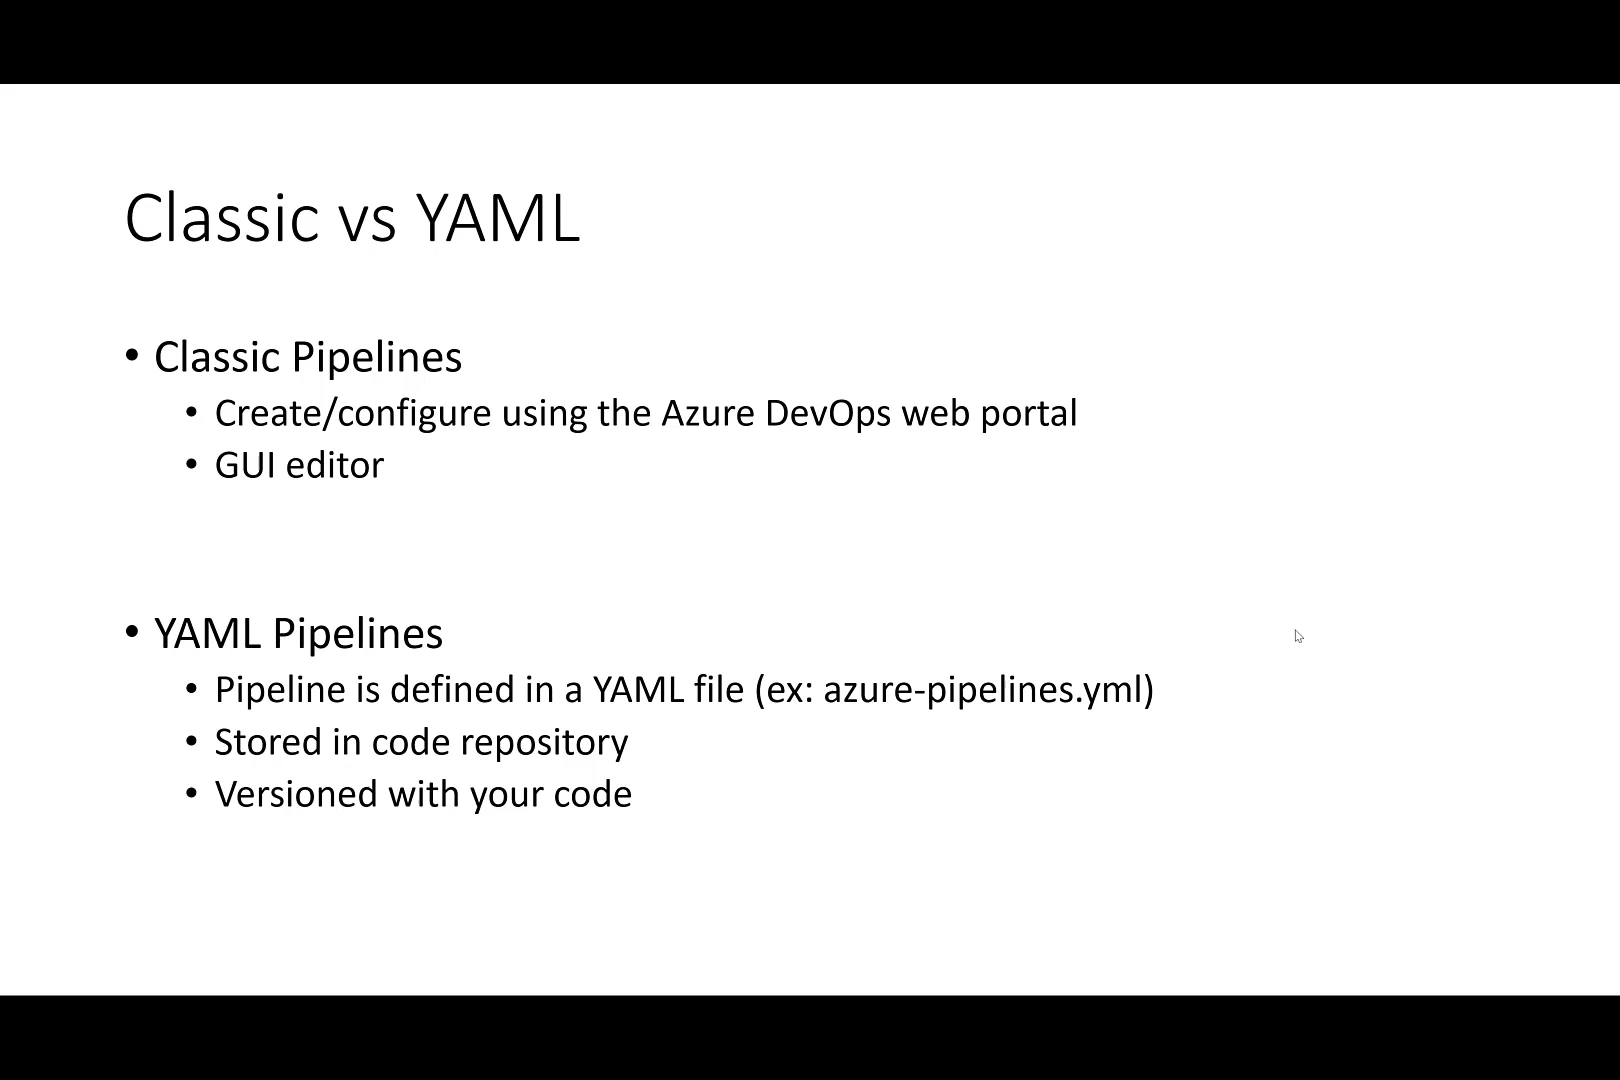 Classic vs YAML
• Classic Pipelines
• Create/configure using the Azure DevOps web portal
• GUI editor
• YAML Pipelines
• Pipeline is defined in a YAML file (ex: azure-pipelines.yml)
• Stored in code repository
• Versioned with your code